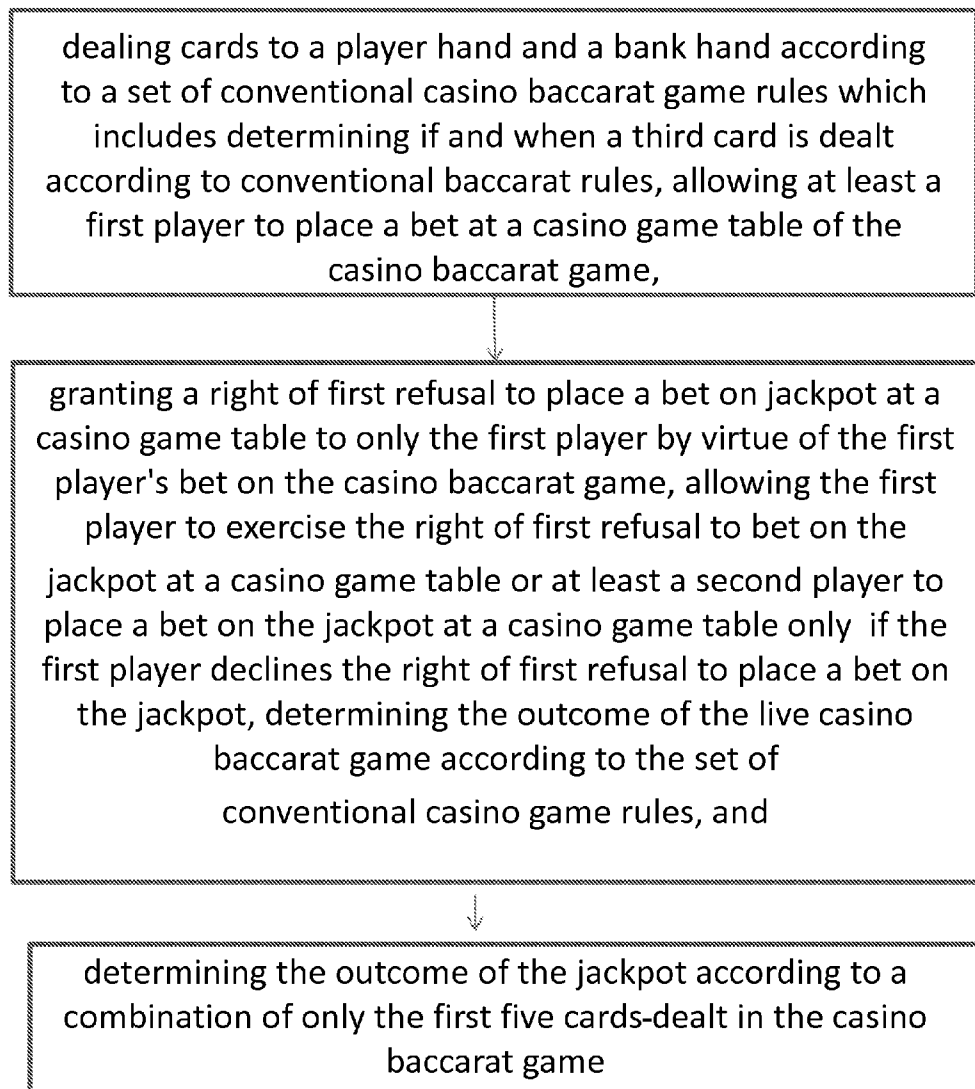 dealing cards to a player hand and a bank hand according
to a set of conventional casino baccarat game rules which
includes determining if and when a third card is dealt
according to conventional baccarat rules, allowing at least a
first player to place a bet at a casino game table of the
casino baccarat game,
granting a right of first refusal to place a bet on jackpot at a
casino game table to only the first player by virtue of the first
player's bet on the casino baccarat game, allowing the first
player to exercise the right of first refusal to bet on the
jackpot at a casino game table or at least a second player to
place a bet on the jackpot at a casino game table only if the
first player declines the right of first refusal to place a bet on
the jackpot, determining the outcome of the live casino
baccarat game according to the set of
conventional casino game rules, and
determining the outcome of the jackpot according to a
combination of only the first five cards-dealt in the casino
baccarat game